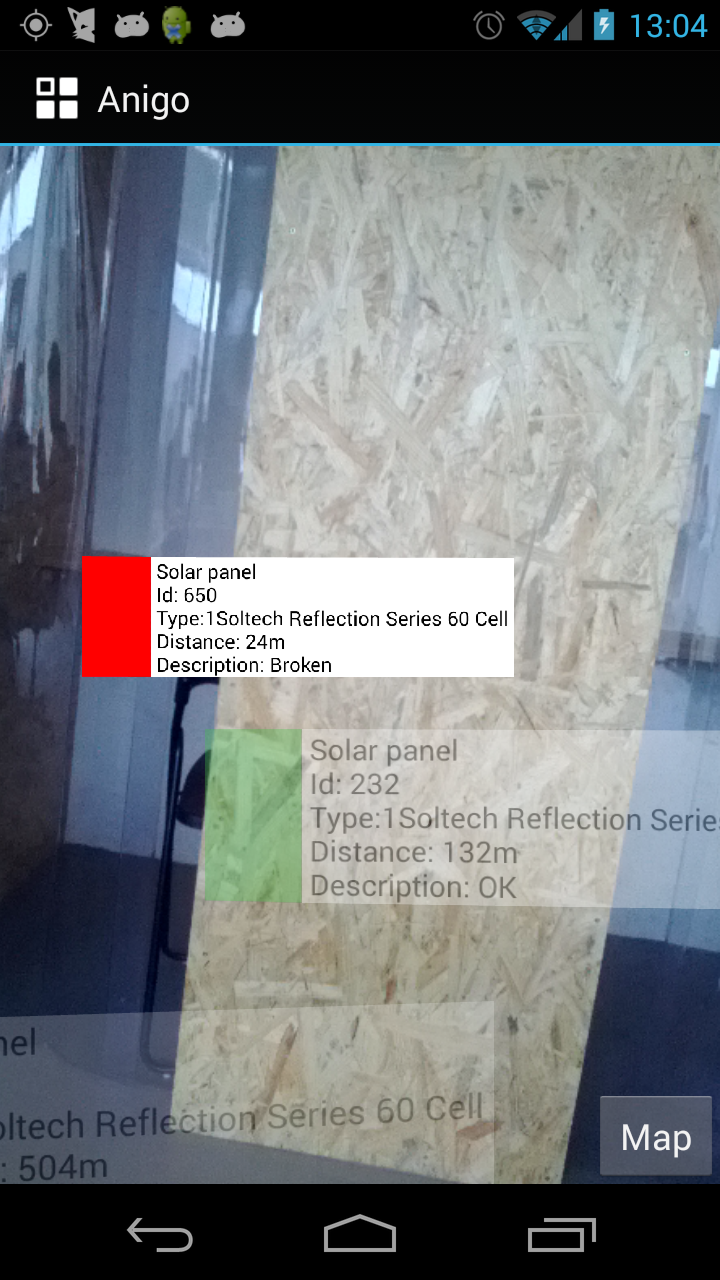 13:04
Anigo
Solar panel
Id: 650
Type:1Soltech Reflection Series 60 Cell
Distance: 24m
Description: Broken
Solar panel
Id: 232
Type:1Soltech Reflection Serie
Distance: 132m
Description: OK
nel
oltech Reflection Series 60 Cell
: 504m
Map